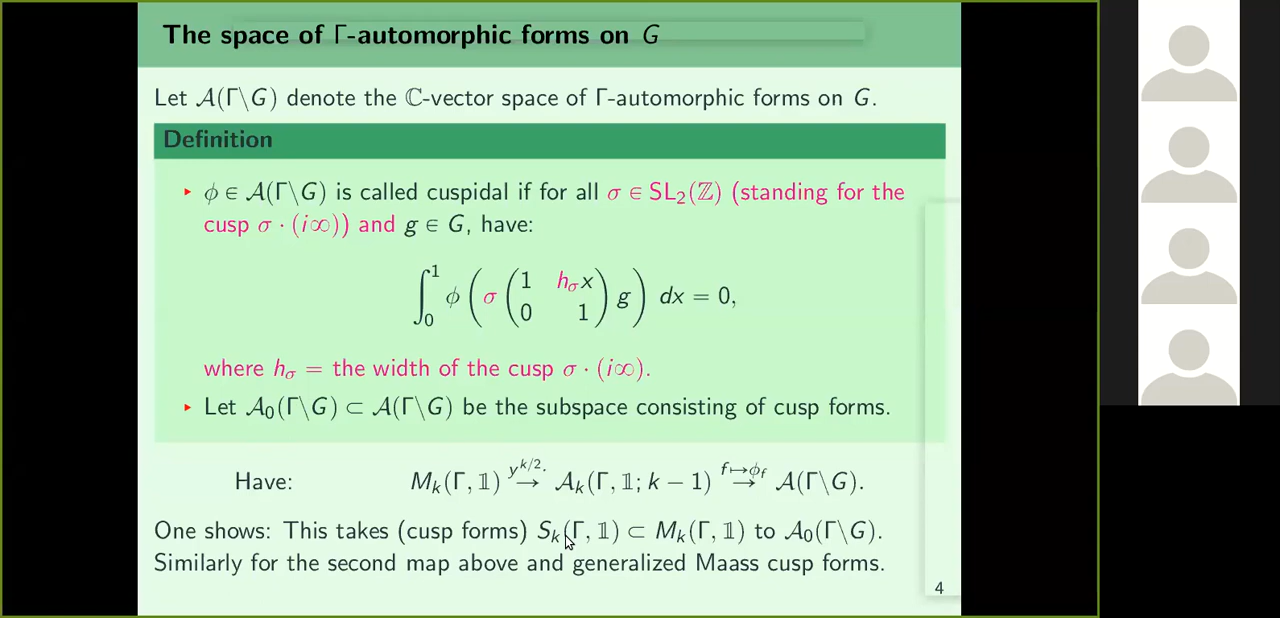 The space of Γ-automorphic forms on G
Let 𝒜(Γ\G) denote the ℂ-vector space of Γ-automorphic forms on G.
Definition
‣ ϕ ∈ 𝒜(Γ\G) is called cuspidal if for all σ ∈ SL₂(ℤ) (standing for the
cusp σ · (i∞)) and g ∈ G, have:
∫₀¹ ϕ (σ (1 h_σx 0 1) g) dx = 0,
where h_σ = the width of the cusp σ · (i∞).
‣ Let 𝒜₀(Γ\G) ⊂ 𝒜(Γ\G) be the subspace consisting of cusp forms.
Have: M_k(Γ, 𝟙) →^{y^{k/2}·} 𝒜_k(Γ, 𝟙; k − 1) →^{f↦ϕ_f} 𝒜(Γ\G).
One shows: This takes (cusp forms) S_k(Γ, 𝟙) ⊂ M_k(Γ, 𝟙) to 𝒜₀(Γ\G).
Similarly for the second map above and generalized Maass cusp forms.
4